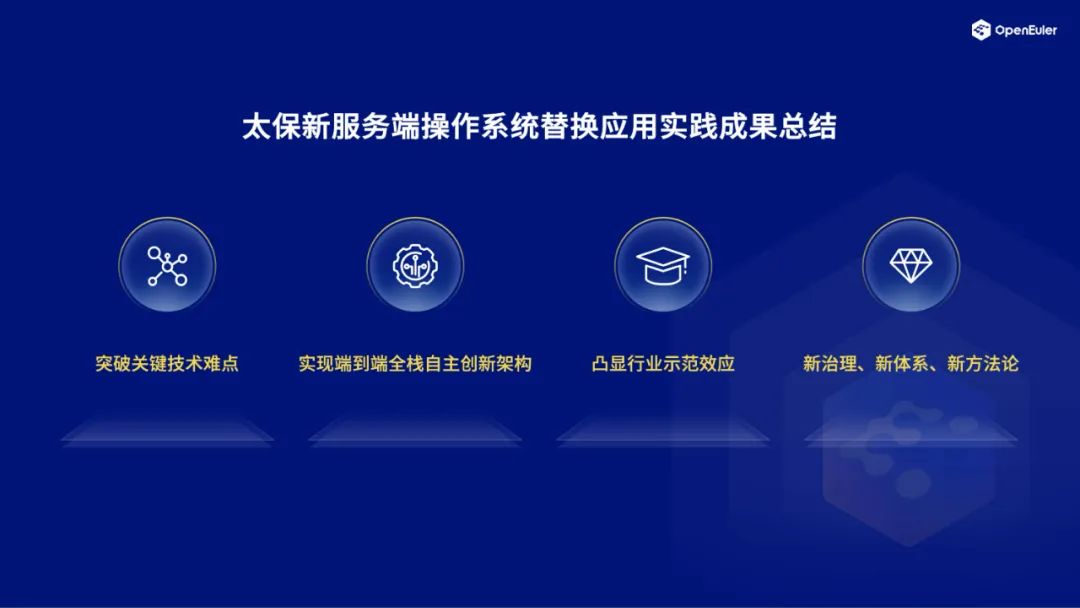 OpenEuler
太保新服务端操作系统替换应用实践成果总结
突破关键技术难点
实现端到端全栈自主创新架构
凸显行业示范效应
新治理、新体系、新方法论